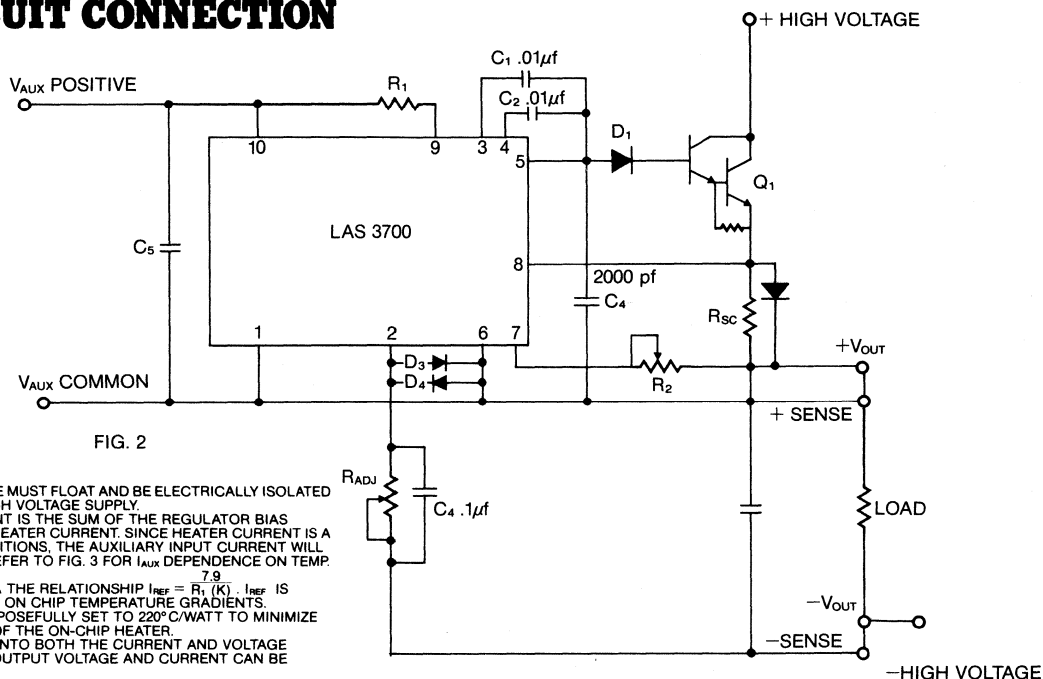 UIT CONNECTION
+ HIGH VOLTAGE
C₁ .01µf
VAUX POSITIVE
R₁
C₂ .01µf
D₁
10
9
3
4
5
Q₁
LAS 3700
C₅
8
2000 pf
C₄
RSC
1
2
6
7
D₃
D₄
R₂
+VOUT
VAUX COMMON
+ SENSE
FIG. 2
RADJ
C₄ .1µf
LOAD
E MUST FLOAT AND BE ELECTRICALLY ISOLATED
H VOLTAGE SUPPLY.
NT IS THE SUM OF THE REGULATOR BIAS
EATER CURRENT. SINCE HEATER CURRENT IS A
ITIONS, THE AUXILIARY INPUT CURRENT WILL
EFER TO FIG. 3 FOR IAUX DEPENDENCE ON TEMP.
A THE RELATIONSHIP IREF = 7.9 / R₁ (K) . IREF IS
ON CHIP TEMPERATURE GRADIENTS.
POSEFULLY SET TO 220°C/WATT TO MINIMIZE
OF THE ON-CHIP HEATER.
NTO BOTH THE CURRENT AND VOLTAGE
OUTPUT VOLTAGE AND CURRENT CAN BE
−VOUT
−SENSE
−HIGH VOLTAGE